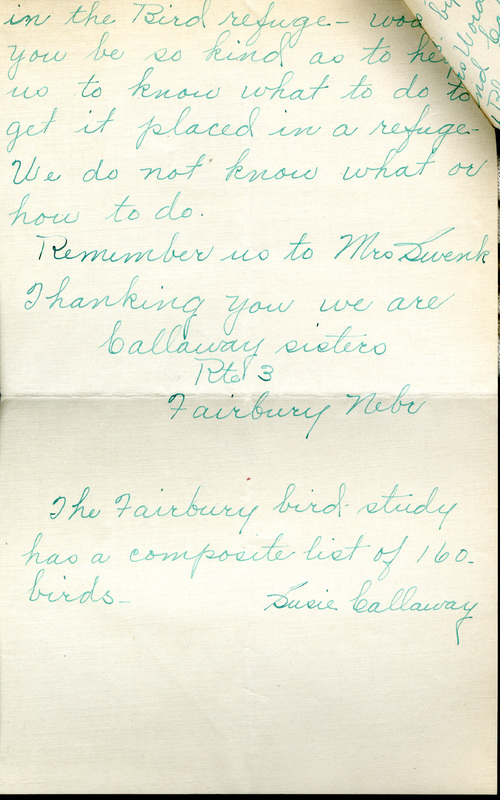 in the Bird refuge - 
you be so kind as to
us to know what to do to
get it placed in a refuge-
We do not know what or
how to do.
Remember us to Mrs Swenk
Thanking you we are
Callaway sisters
Rte 3
Fairbury Nebr
The Fairbury bird study
has a composite list of 160-
birds-
Susie Callaway